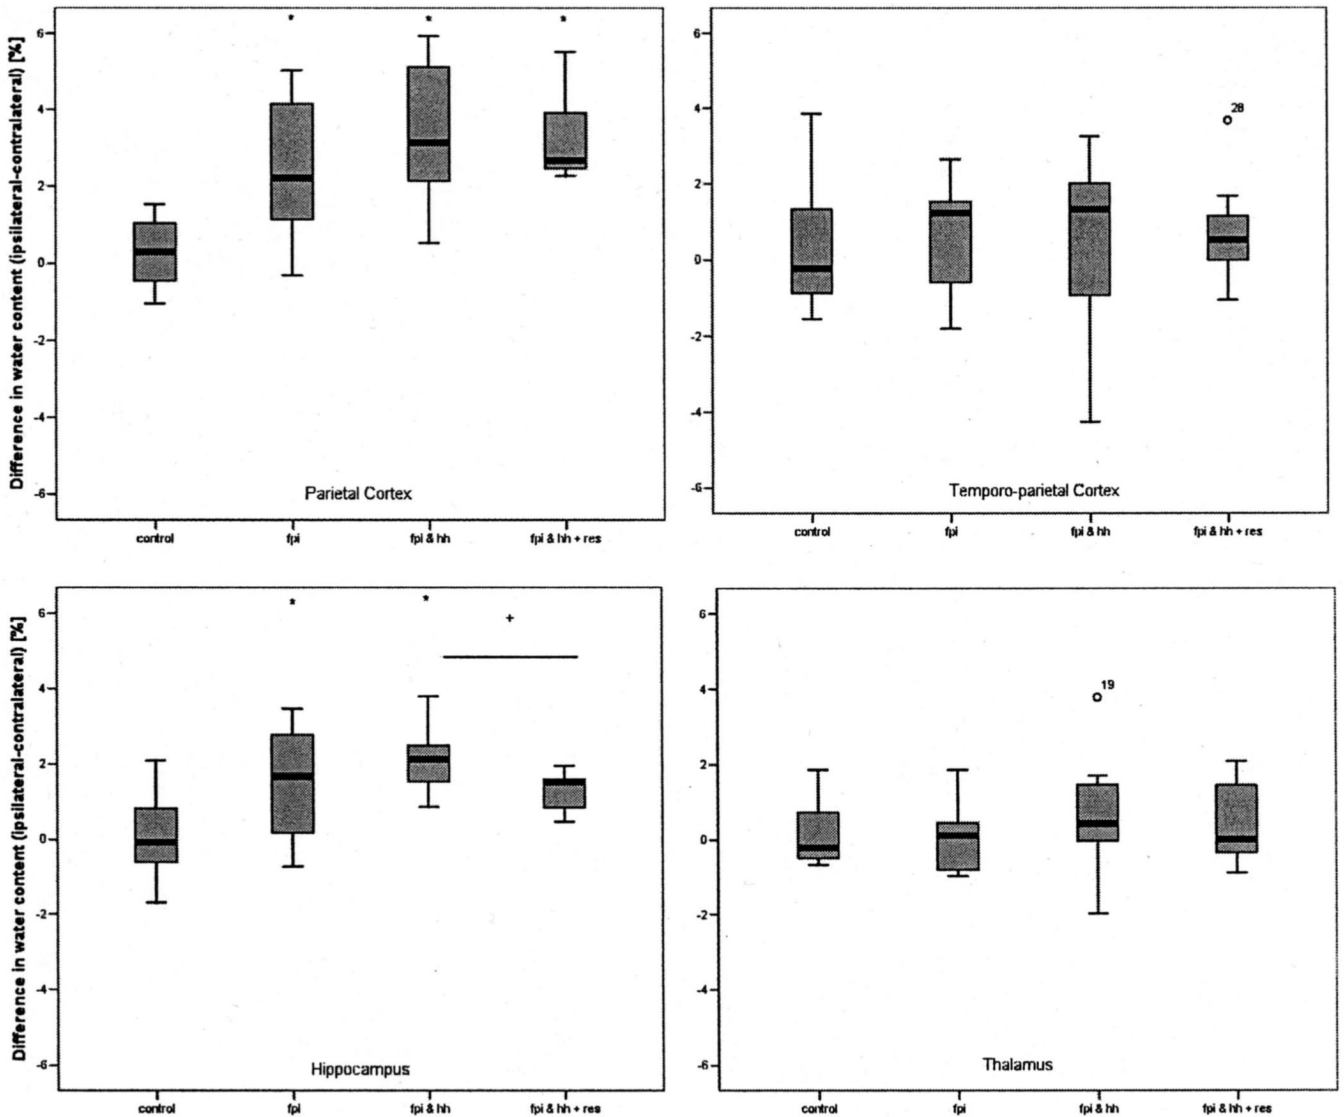 Difference in water content (ipsilateral-contralateral) [%]
6
4
2
0
-2
-4
-6
* * *
Parietal Cortex
control fpi fpi & hh fpi & hh + res
6
4
2
0
-2
-4
-6
28
Temporo-parietal Cortex
control fpi fpi & hh fpi & hh + res
Difference in water content (ipsilateral-contralateral) [%]
6
4
2
0
-2
-4
-6
* *
+
Hippocampus
control fpi fpi & hh fpi & hh + res
6
4
2
0
-2
-4
-6
19
Thalamus
control fpi fpi & hh fpi & hh + res